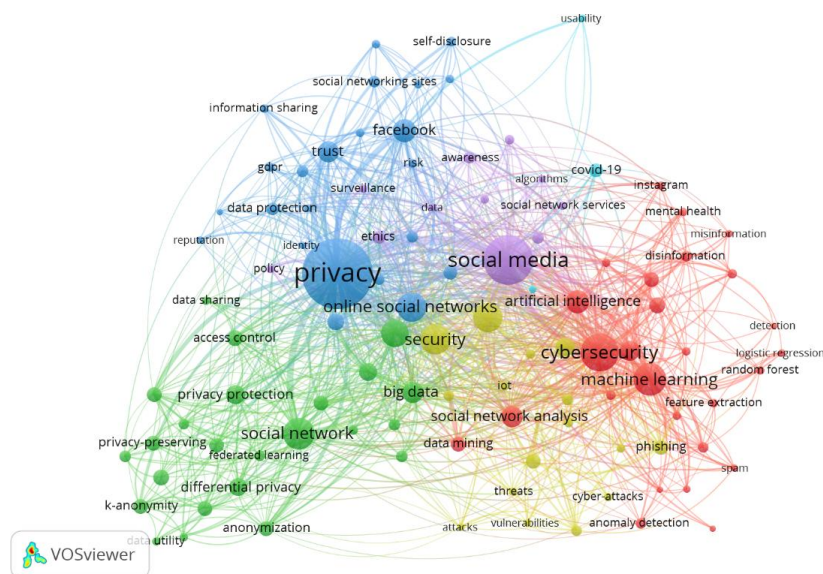 usability
self-disclosure
social networking sites
information sharing
facebook
trust
risk
awareness
gdpr
covid-19
algorithms
surveillance
instagram
data protection
data
social network services
mental health
misinformation
reputation
identity
ethics
disinformation
policy
privacy
social media
data sharing
online social networks
artificial intelligence
detection
access control
security
cybersecurity
logistic regression
random forest
machine learning
privacy protection
big data
iot
feature extraction
social network analysis
social network
privacy-preserving
data mining
phishing
federated learning
spam
differential privacy
threats
cyber-attacks
k-anonymity
anonymization
attacks
vulnerabilities
anomaly detection
data utility
VOSviewer